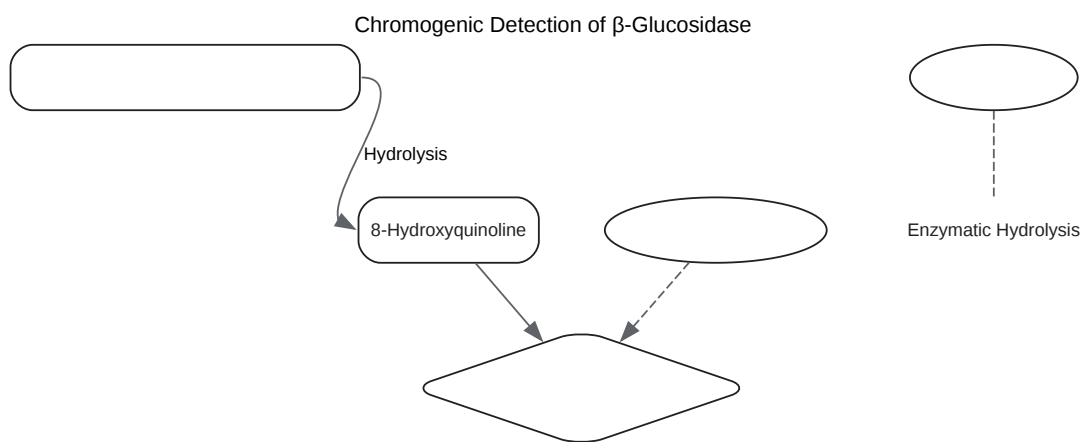 Chromogenic Detection of β-Glucosidase
Hydrolysis
8-Hydroxyquinoline
Enzymatic Hydrolysis